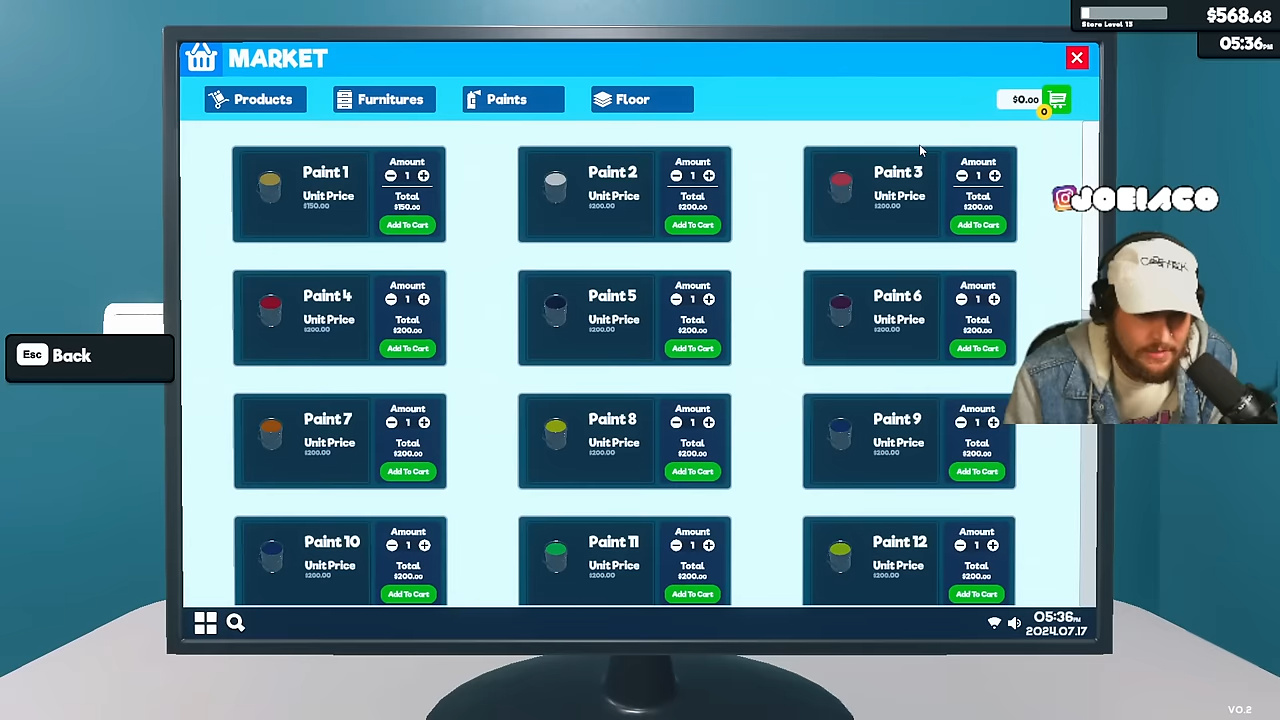 $568.68
Store Level 15
05:36PM
MARKET
Products
Furnitures
Paints
Floor
$0.00
0
Paint 1
Unit Price
$150.00
Amount
1
Total
$150.00
Add To Cart
Paint 2
Unit Price
$200.00
Amount
1
Total
$200.00
Add To Cart
Paint 3
Unit Price
$200.00
Amount
1
Total
$200.00
Add To Cart
JOEIACO
Paint 4
Unit Price
$200.00
Amount
1
Total
$200.00
Add To Cart
Paint 5
Unit Price
$200.00
Amount
1
Total
$200.00
Add To Cart
Paint 6
Unit Price
$200.00
Amount
1
Total
$200.00
Add To Cart
Esc Back
Paint 7
Unit Price
$200.00
Amount
1
Total
$200.00
Add To Cart
Paint 8
Unit Price
$200.00
Amount
1
Total
$200.00
Add To Cart
Paint 9
Unit Price
$200.00
Amount
1
Total
$200.00
Add To Cart
Paint 10
Unit Price
$200.00
Amount
1
Total
$200.00
Add To Cart
Paint 11
Unit Price
$200.00
Amount
1
Total
$200.00
Add To Cart
Paint 12
Unit Price
$200.00
Amount
1
Total
$200.00
Add To Cart
05:36PM
2024.07.17
V0.2